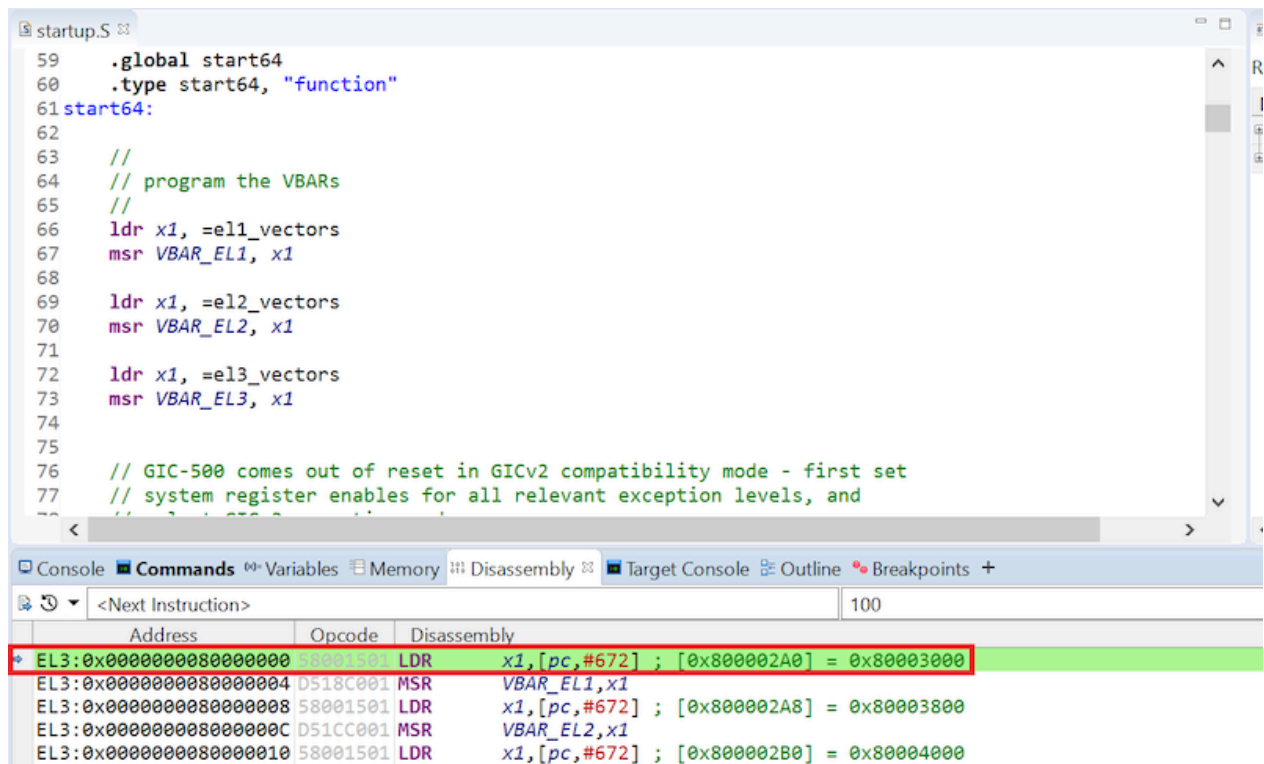 startup.S
59 .global start64
60 .type start64, "function"
61 start64:
62
63 //
64 // program the VBARs
65 //
66 ldr x1, =el1_vectors
67 msr VBAR_EL1, x1
68
69 ldr x1, =el2_vectors
70 msr VBAR_EL2, x1
71
72 ldr x1, =el3_vectors
73 msr VBAR_EL3, x1
74
75
76 // GIC-500 comes out of reset in GICv2 compatibility mode - first set
77 // system register enables for all relevant exception levels, and
Console Commands Variables Memory Disassembly Target Console Outline Breakpoints +
<Next Instruction> 100
Address Opcode Disassembly
EL3:0x0000000080000000 58001501 LDR x1,[pc,#672] ; [0x800002A0] = 0x80003000
EL3:0x0000000080000004 D518C001 MSR VBAR_EL1,x1
EL3:0x0000000080000008 58001501 LDR x1,[pc,#672] ; [0x800002A8] = 0x80003800
EL3:0x000000008000000C D51CC001 MSR VBAR_EL2,x1
EL3:0x0000000080000010 58001501 LDR x1,[pc,#672] ; [0x800002B0] = 0x80004000